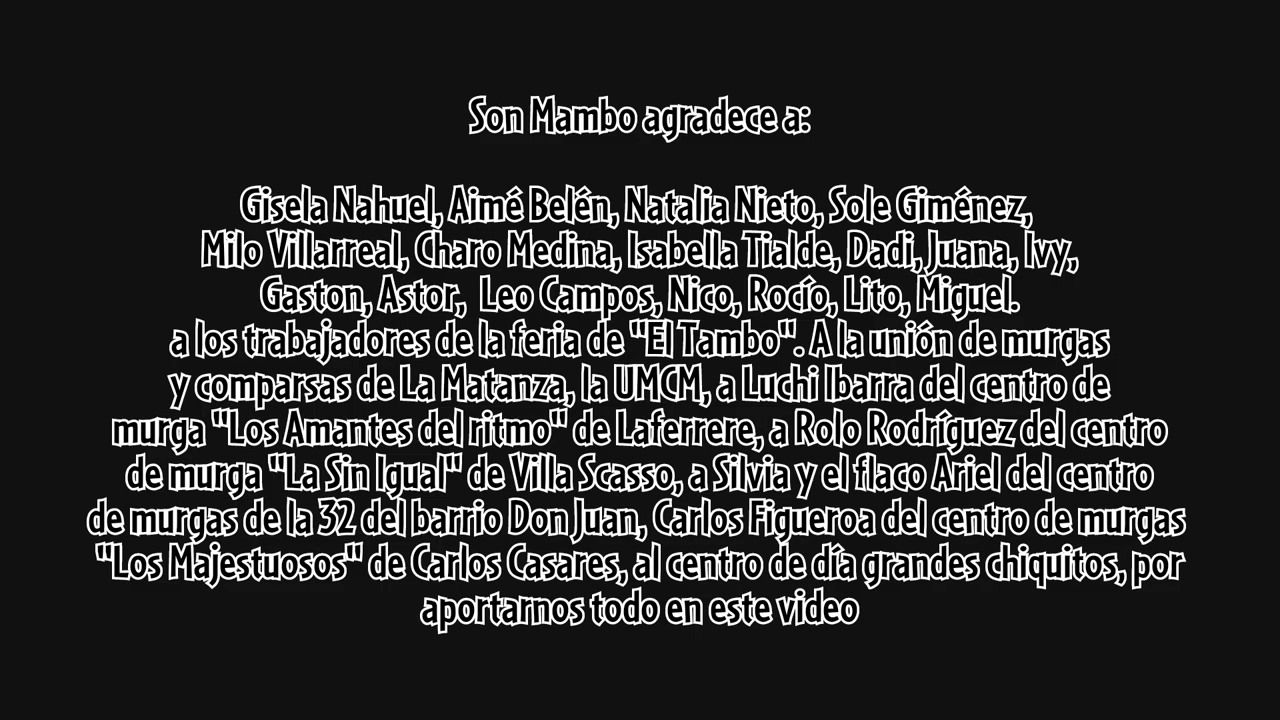 Son Mambo agradece a:
Gisela Nahuel, Aimé Belén, Natalia Nieto, Sole Giménez,
Milo Villarreal, Charo Medina, Isabella Tialde, Dadi, Juana, Ivy,
Gaston, Astor, Leo Campos, Nico, Rocío, Lito, Miguel.
a los trabajadores de la feria de "El Tambo". A la unión de murgas
y comparsas de La Matanza, la UMCM, a Luchi Ibarra del centro de
murga "Los Amantes del ritmo" de Laferrere, a Rolo Rodríguez del centro
de murga "La Sin Igual" de Villa Scasso, a Silvia y el flaco Ariel del centro
de murgas de la 32 del barrio Don Juan, Carlos Figueroa del centro de murgas
"Los Majestuosos" de Carlos Casares, al centro de día grandes chiquitos, por
aportarnos todo en este video